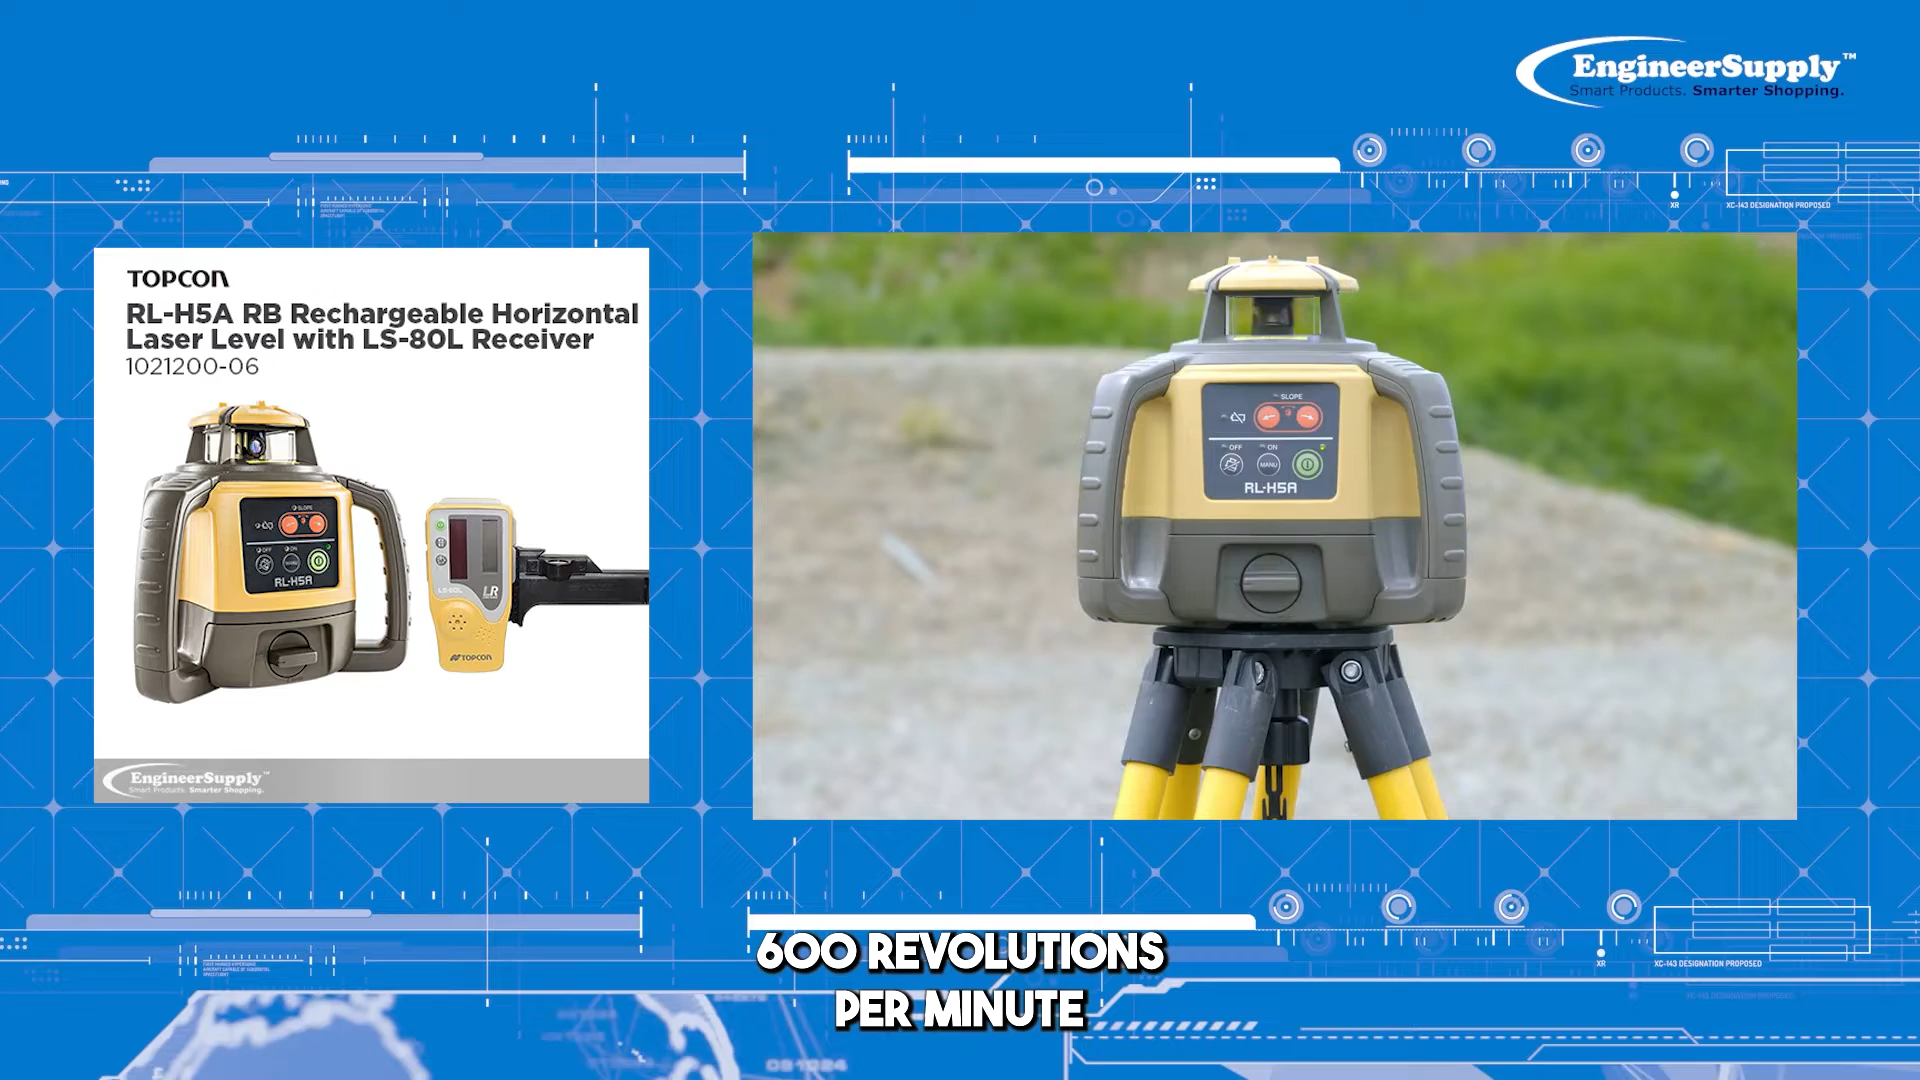 EngineerSupply™
Smart Products. Smarter Shopping.
XR
XC-143 DESIGNATION PROPOSED
TOPCON
RL-H5A RB Rechargeable Horizontal
Laser Level with LS-80L Receiver
1021200-06
SLOPE
OFF ON
RL-H5A
LS-80L
LR
TOPCON
EngineerSupply™
Smart Products. Smarter Shopping.
SLOPE
OFF ON
MANU
RL-H5A
XR
XC-143 DESIGNATION PROPOSED
600 REVOLUTIONS
PER MINUTE